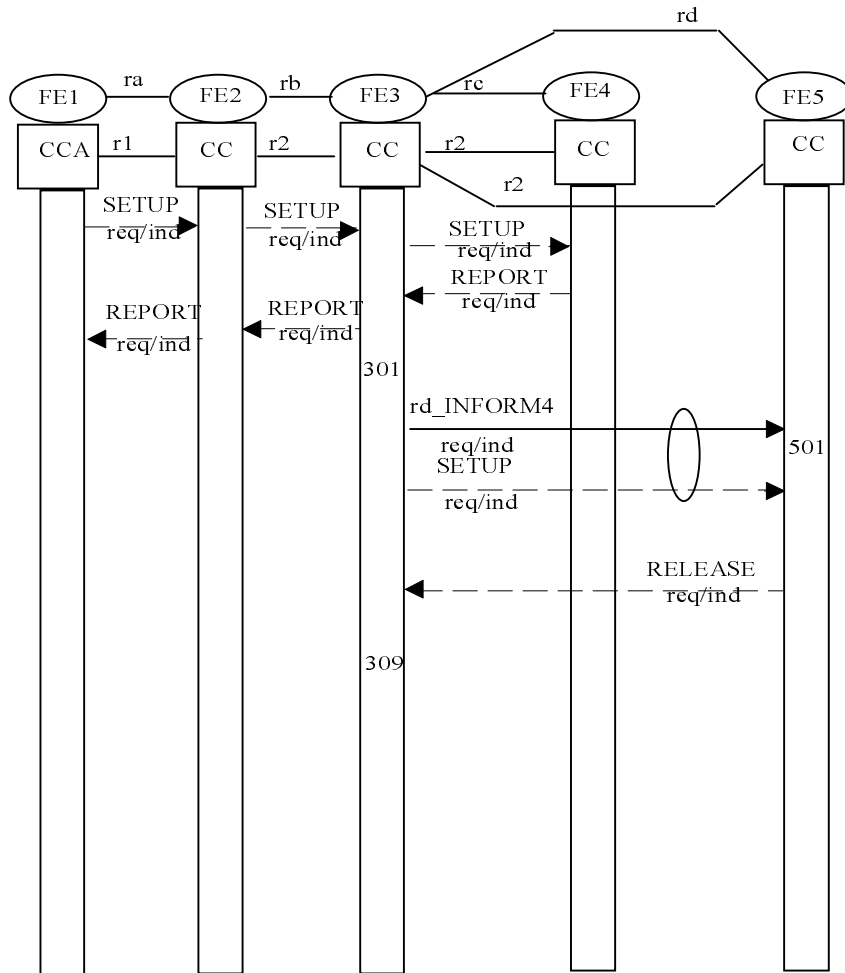 rd
FE1 ra FE2 rb FE3 rc FE4 FE5
CCA r1 CC r2 CC r2 CC CC
r2
SETUP
req/ind
SETUP
req/ind
SETUP
req/ind
REPORT
req/ind
REPORT
req/ind
REPORT
req/ind
301
rd_INFORM4
req/ind
501
SETUP
req/ind
RELEASE
req/ind
309